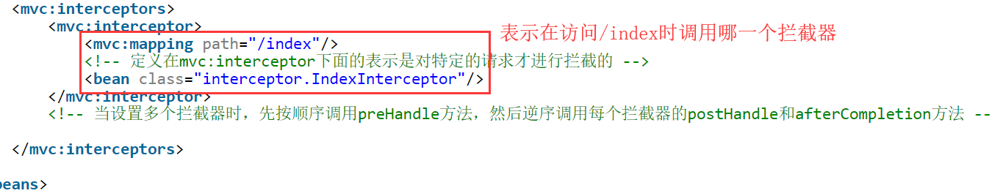 <mvc:interceptors>
<mvc:interceptor>
<mvc:mapping path="/index"/>
表示在访问/index时调用哪一个拦截器
<!-- 定义在mvc:interceptor下面的表示是对特定的请求才进行拦截的 -->
<bean class="interceptor.IndexInterceptor"/>
</mvc:interceptor>
<!-- 当设置多个拦截器时，先按顺序调用preHandle方法，然后逆序调用每个拦截器的postHandle和afterCompletion方法 --
</mvc:interceptors>
beans>